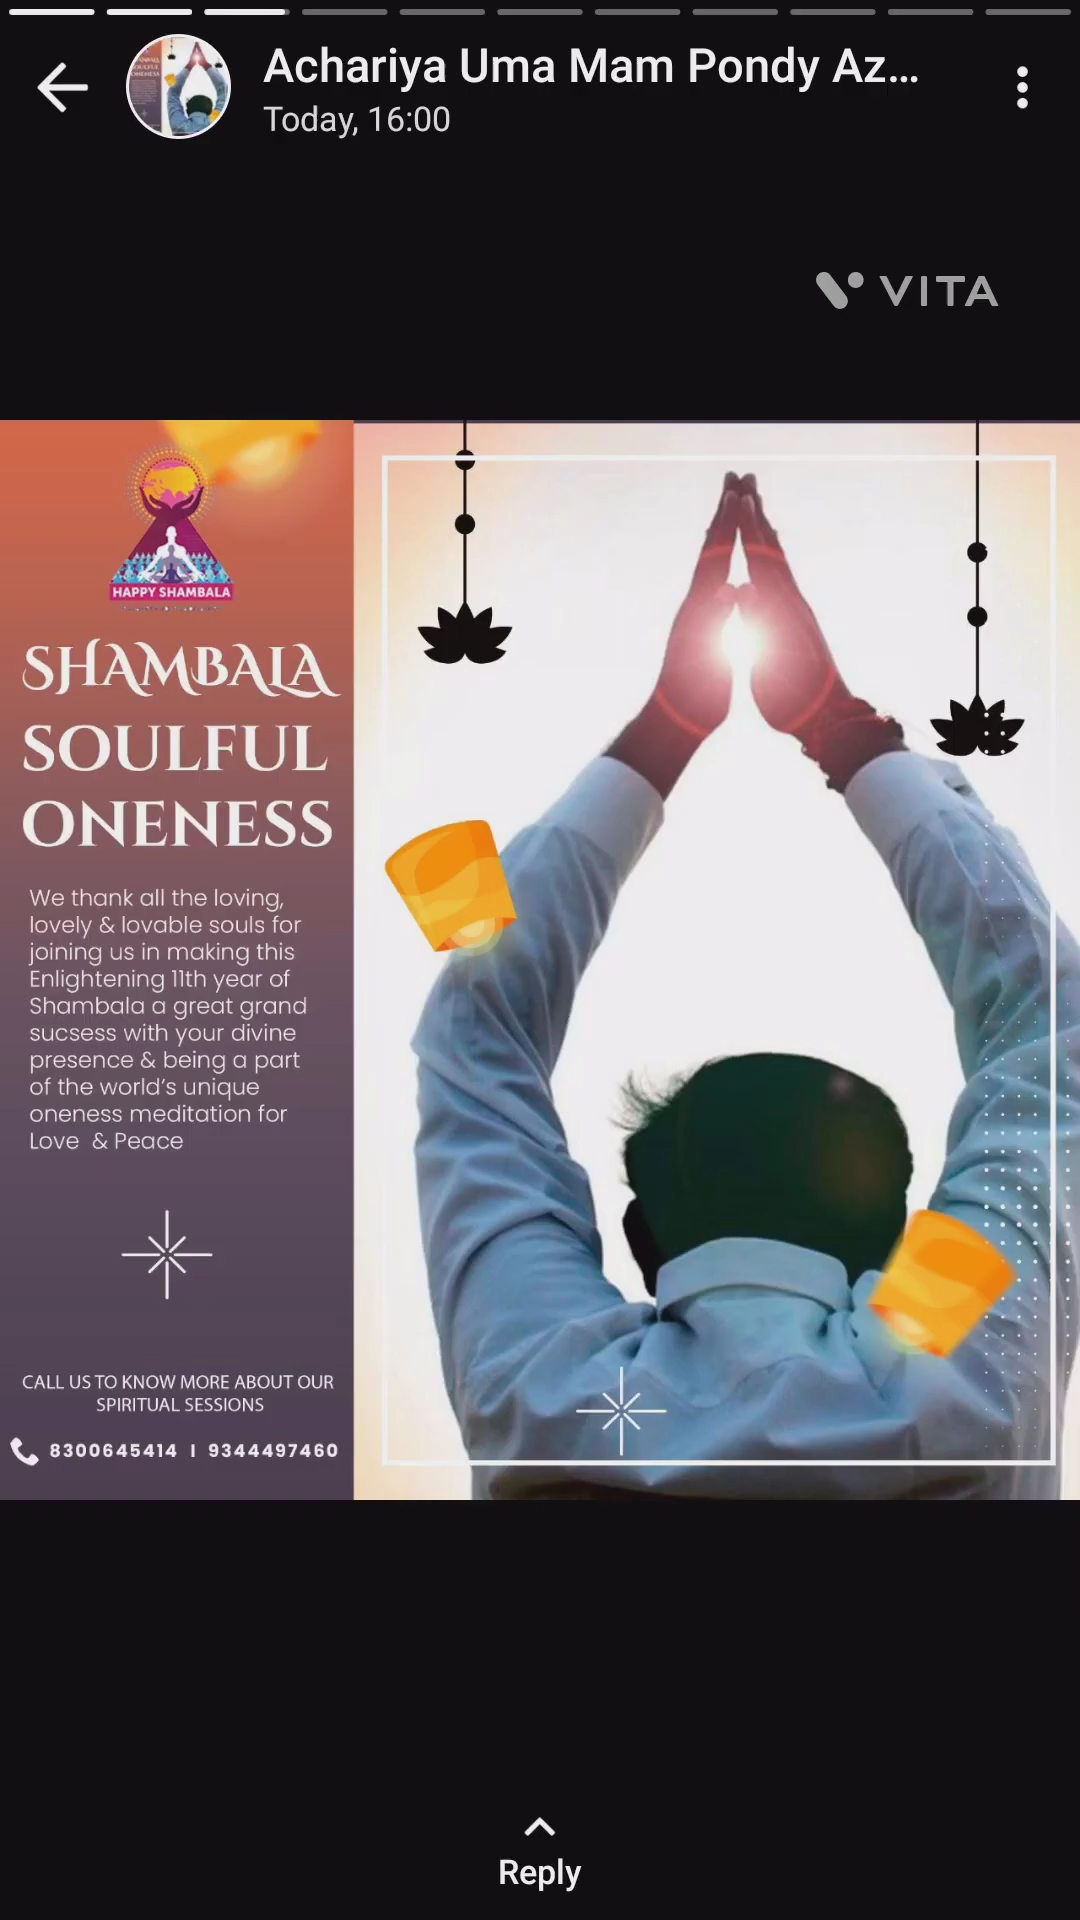 Achariya Uma Mam Pondy Az...
Today, 16:00
VITA
HAPPY SHAMBALA
SHAMBALA
SOULFUL
ONENESS
We thank all the loving,
lovely & lovable souls for
joining us in making this
Enlightening 11th year of
Shambala a great grand
sucsess with your divine
presence & being a part
of the world's unique
oneness meditation for
Love & Peace
CALL US TO KNOW MORE ABOUT OUR
SPIRITUAL SESSIONS
8300645414 I 9344497460
Reply